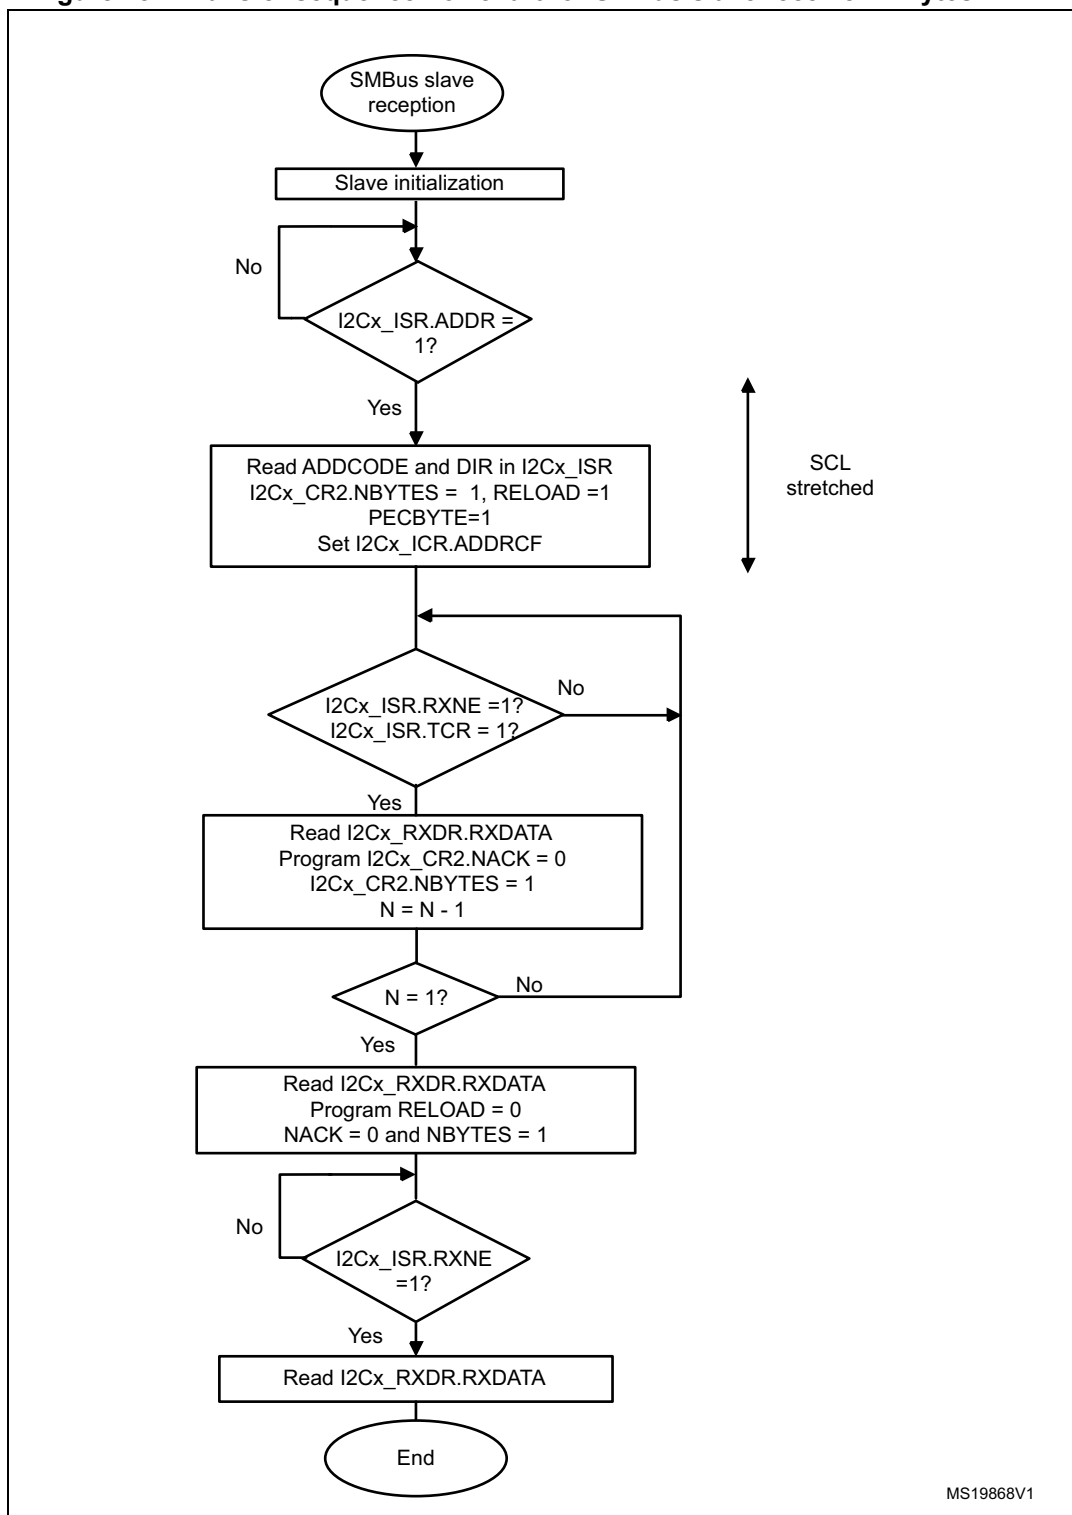 SMBus slave
reception
Slave initialization
No
I2Cx_ISR.ADDR =
1?
Yes
SCL
stretched
Read ADDCODE and DIR in I2Cx_ISR
I2Cx_CR2.NBYTES = 1, RELOAD =1
PECBYTE=1
Set I2Cx_ICR.ADDRCF
I2Cx_ISR.RXNE =1?
I2Cx_ISR.TCR = 1?
No
Yes
Read I2Cx_RXDR.RXDATA
Program I2Cx_CR2.NACK = 0
I2Cx_CR2.NBYTES = 1
N = N - 1
N = 1?
No
Yes
Read I2Cx_RXDR.RXDATA
Program RELOAD = 0
NACK = 0 and NBYTES = 1
No
I2Cx_ISR.RXNE
=1?
Yes
Read I2Cx_RXDR.RXDATA
End
MS19868V1